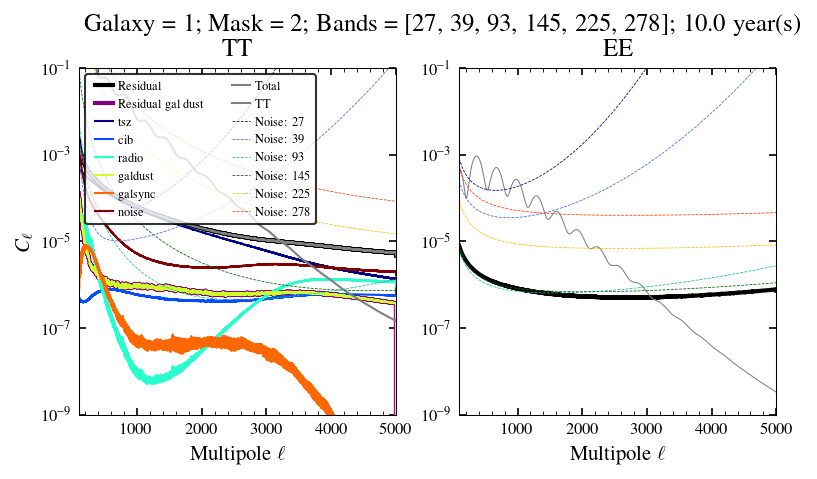 Galaxy = 1; Mask = 2; Bands = [27, 39, 93, 145, 225, 278]; 10.0 year(s)
TT
EE
10⁻¹
10⁻³
10⁻⁵
10⁻⁷
10⁻⁹
C_ℓ
Residual
Residual gal dust
tsz
cib
radio
galdust
galsync
noise
Total
TT
Noise: 27
Noise: 39
Noise: 93
Noise: 145
Noise: 225
Noise: 278
1000 2000 3000 4000 5000
Multipole ℓ
10⁻¹
10⁻³
10⁻⁵
10⁻⁷
10⁻⁹
1000 2000 3000 4000 5000
Multipole ℓ